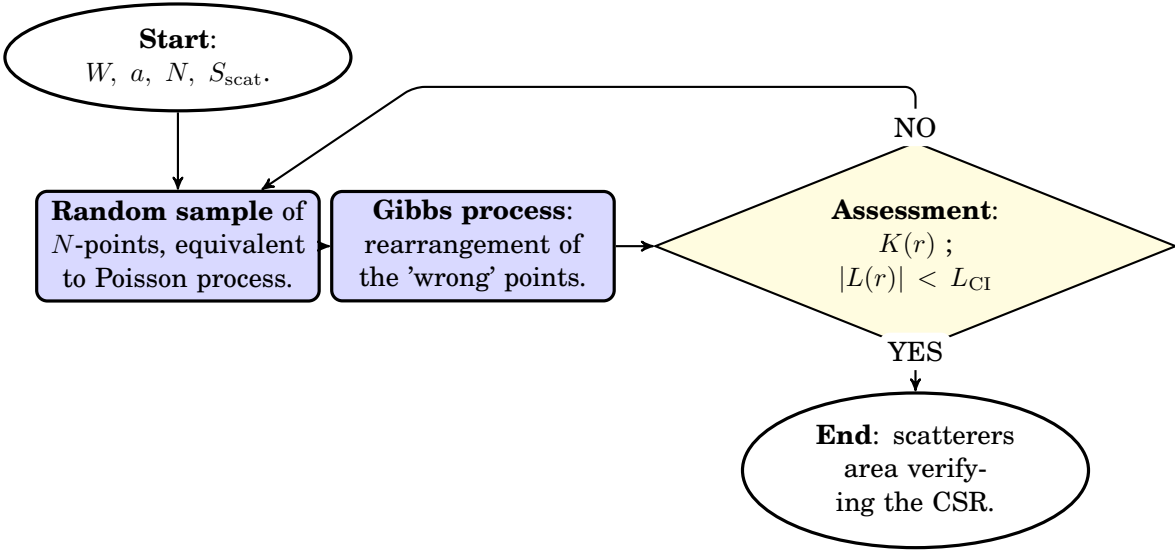 Start:
W, a, N, S_scat.
Random sample of
N-points, equivalent
to Poisson process.
Gibbs process:
rearrangement of
the 'wrong' points.
NO
Assessment:
K(r) ;
|L(r)| < L_CI
YES
End: scatterers
area verify-
ing the CSR.